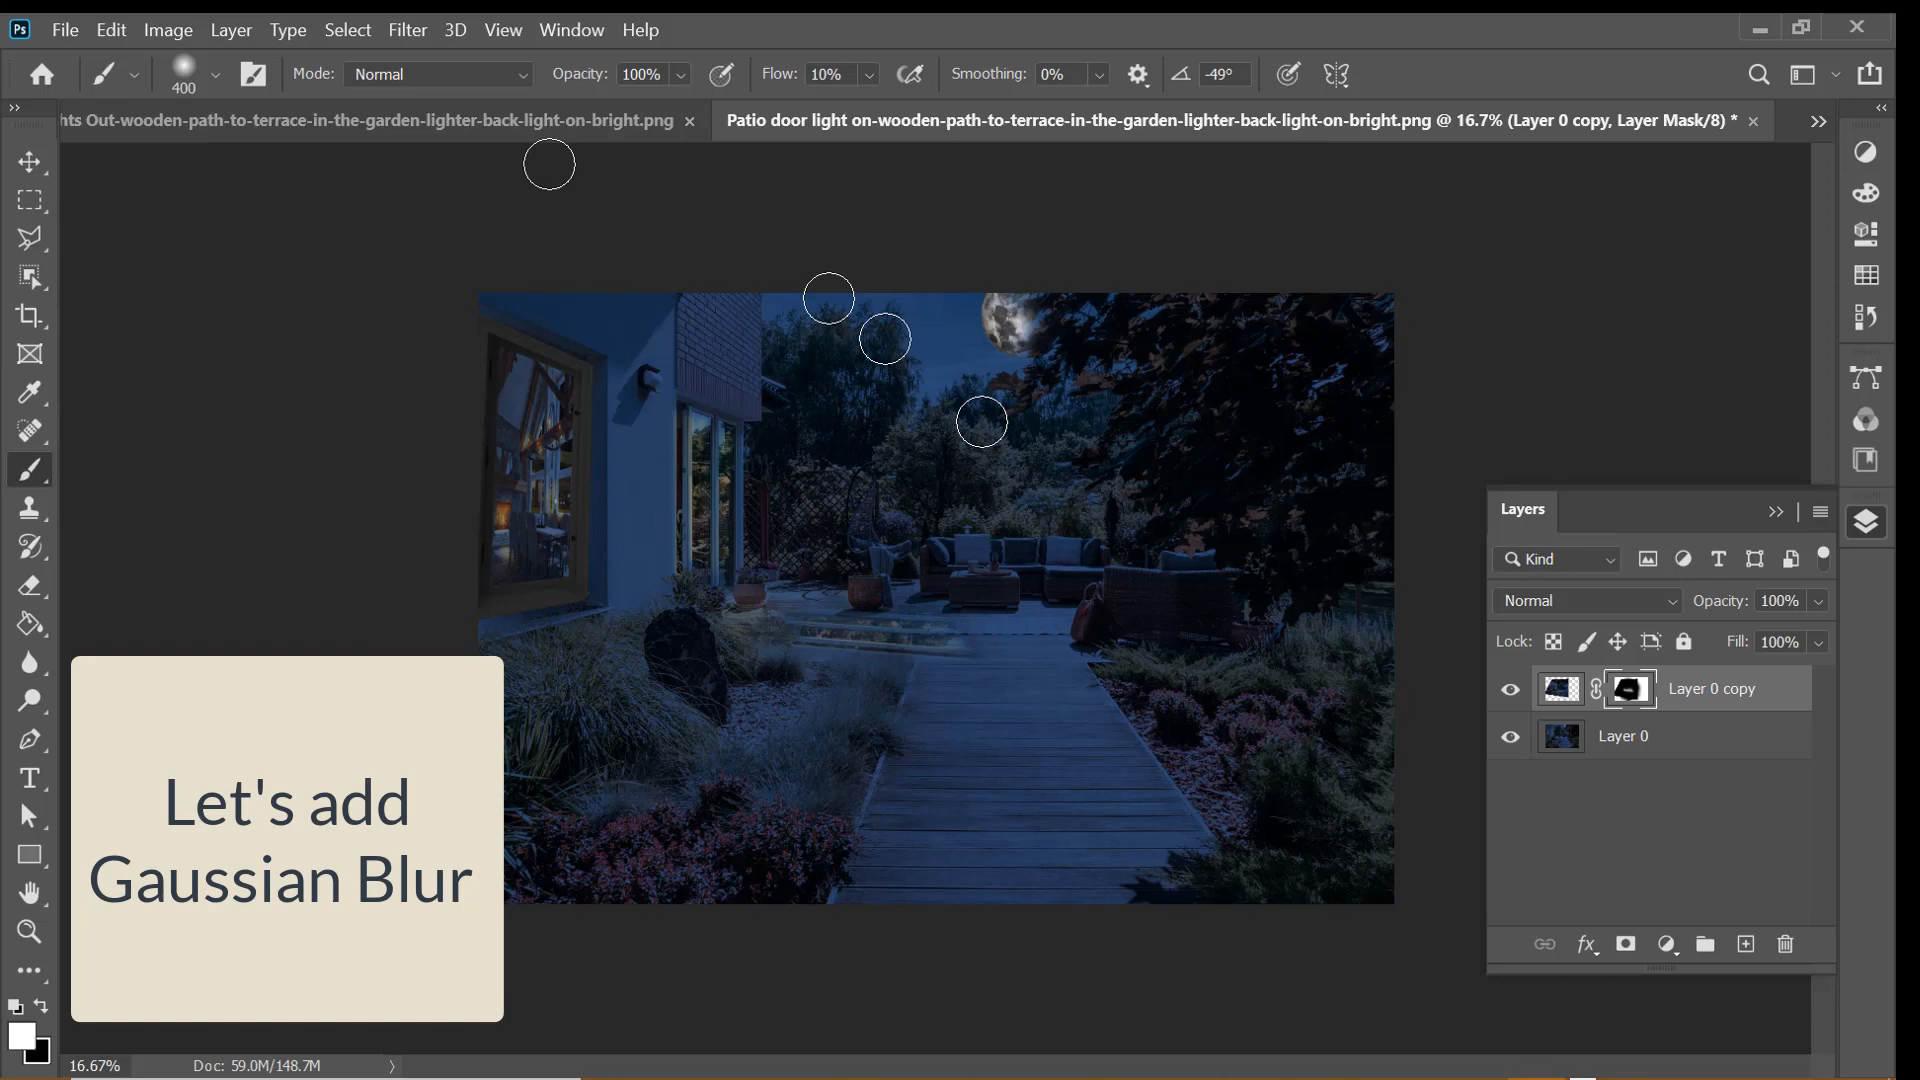 Ps File Edit Image Layer Type Select Filter 3D View Window Help
400 Mode: Normal Opacity: 100% Flow: 10% Smoothing: 0% -49°
hts Out-wooden-path-to-terrace-in-the-garden-lighter-back-light-on-bright.png × Patio door light on-wooden-path-to-terrace-in-the-garden-lighter-back-light-on-bright.png @ 16.7% (Layer 0 copy, Layer Mask/8) * ×
Layers
Kind
Normal Opacity: 100%
Lock: Fill: 100%
Layer 0 copy
Layer 0
fx
Let's add
Gaussian Blur
16.67% Doc: 59.0M/148.7M